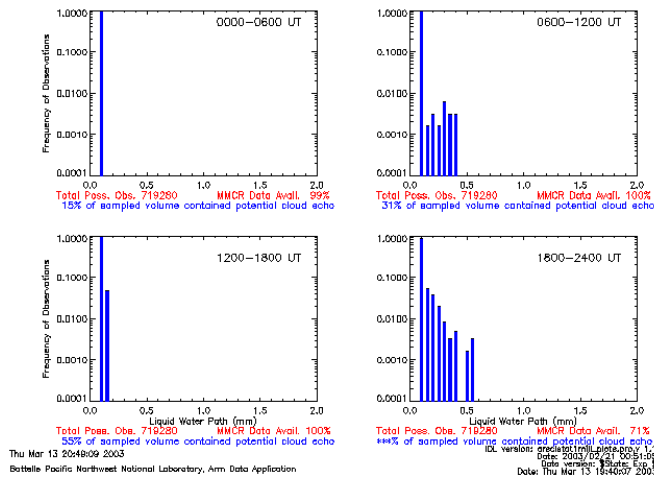 0000-0600 UT
0600-1200 UT
Frequency of Observations
1.0000
0.1000
0.0100
0.0010
0.0001
1.0000
0.1000
0.0100
0.0010
0.0001
0.0 0.5 1.0 1.5 2.0
0.0 0.5 1.0 1.5 2.0
Total Poss. Obs. 719280 MMCR Data Avail. 99%
Total Poss. Obs. 719280 MMCR Data Avail. 100%
15% of sampled volume contained potential cloud echo
31% of sampled volume contained potential cloud echo
1200-1800 UT
1800-2400 UT
Frequency of Observations
1.0000
0.1000
0.0100
0.0010
0.0001
1.0000
0.1000
0.0100
0.0010
0.0001
0.0 0.5 1.0 1.5 2.0
0.0 0.5 1.0 1.5 2.0
Liquid Water Path (mm)
Liquid Water Path (mm)
Total Poss. Obs. 719280 MMCR Data Avail. 100%
Total Poss. Obs. 719280 MMCR Data Avail. 71%
55% of sampled volume contained potential cloud echo
***% of sampled volume contained potential cloud echo
Thu Mar 13 20:49:09 2003
Battelle Pacific Northwest National Laboratory, Arm Data Application
IDL version:
Date: 2003/02/21
Data version: $State: Exp $
Date: Thu Mar 13 19:40:07 2003